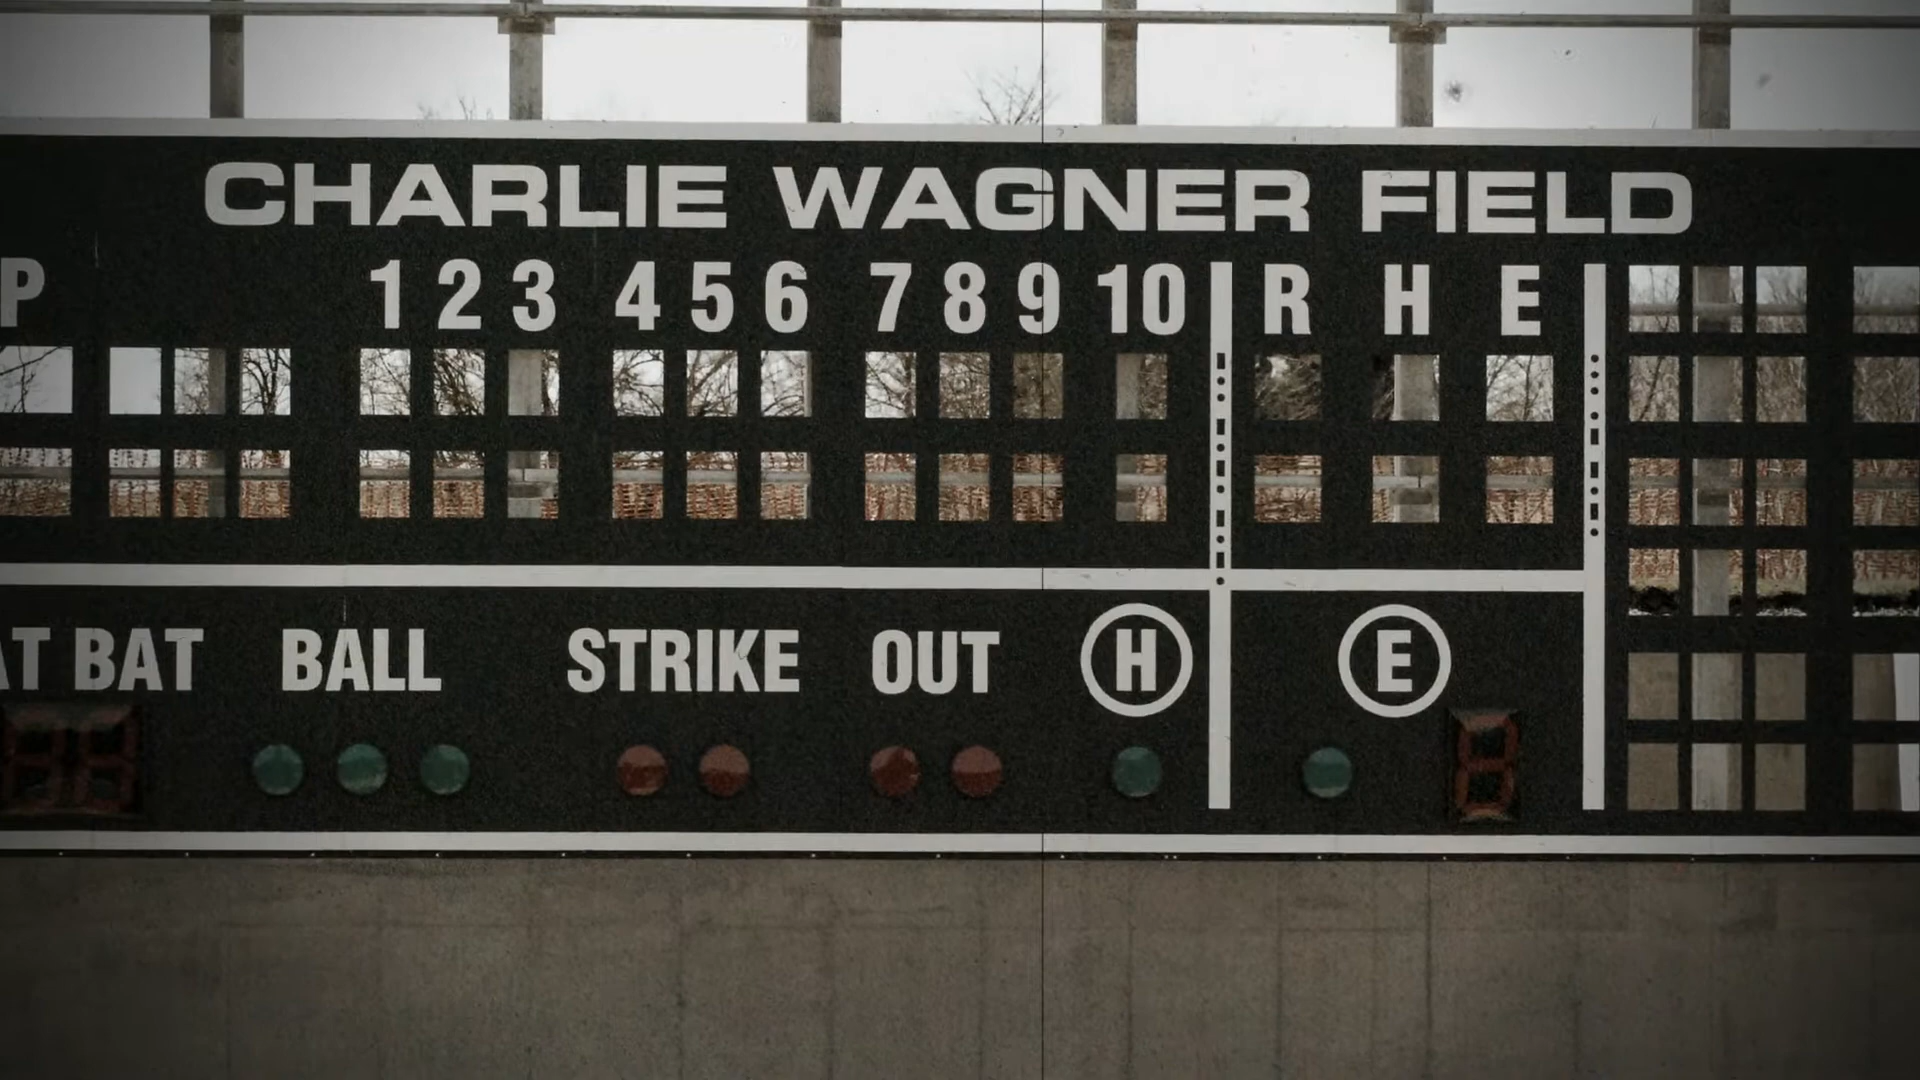 CHARLIE WAGNER FIELD
P 1 2 3 4 5 6 7 8 9 10 R H E
AT BAT BALL STRIKE OUT H E